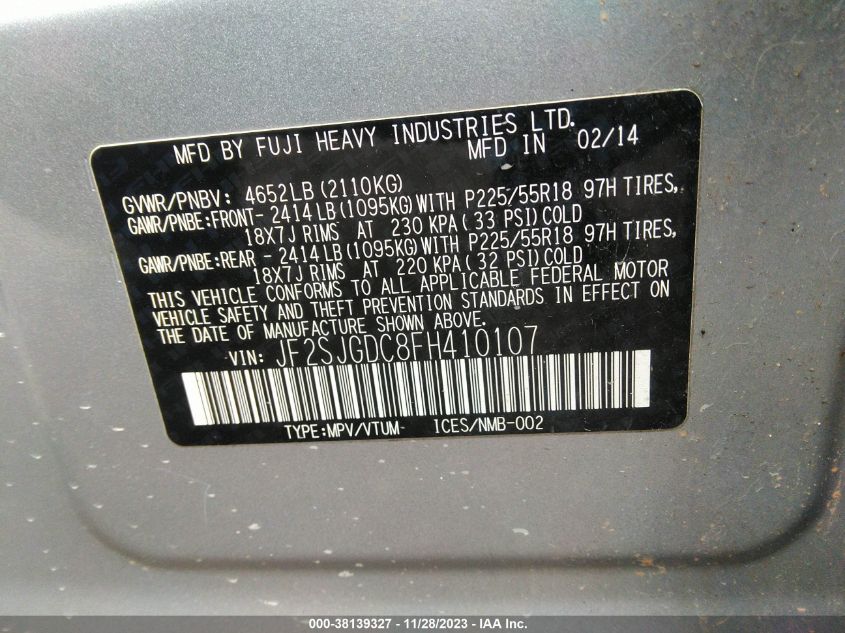 MFD BY FUJI HEAVY INDUSTRIES LTD.
MFD IN 02/14
GVWR/PNBV: 4652LB (2110KG)
GAWR/PNBE:FRONT- 2414 LB (1095KG) WITH P225/55R18 97H TIRES,
18X7J RIMS AT 230 KPA ( 33 PSI) COLD
GAWR/PNBE:REAR - 2414 LB (1095KG) WITH P225/55R18 97H TIRES,
18X7J RIMS AT 220 KPA ( 32 PSI) COLD
THIS VEHICLE CONFORMS TO ALL APPLICABLE FEDERAL MOTOR
VEHICLE SAFETY AND THEFT PREVENTION STANDARDS IN EFFECT ON
THE DATE OF MANUFACTURE SHOWN ABOVE.
VIN: JF2SJGDC8FH410107
TYPE:MPV/VTUM ICES/NMB-002
000-38139327 - 11/28/2023 - IAA Inc.